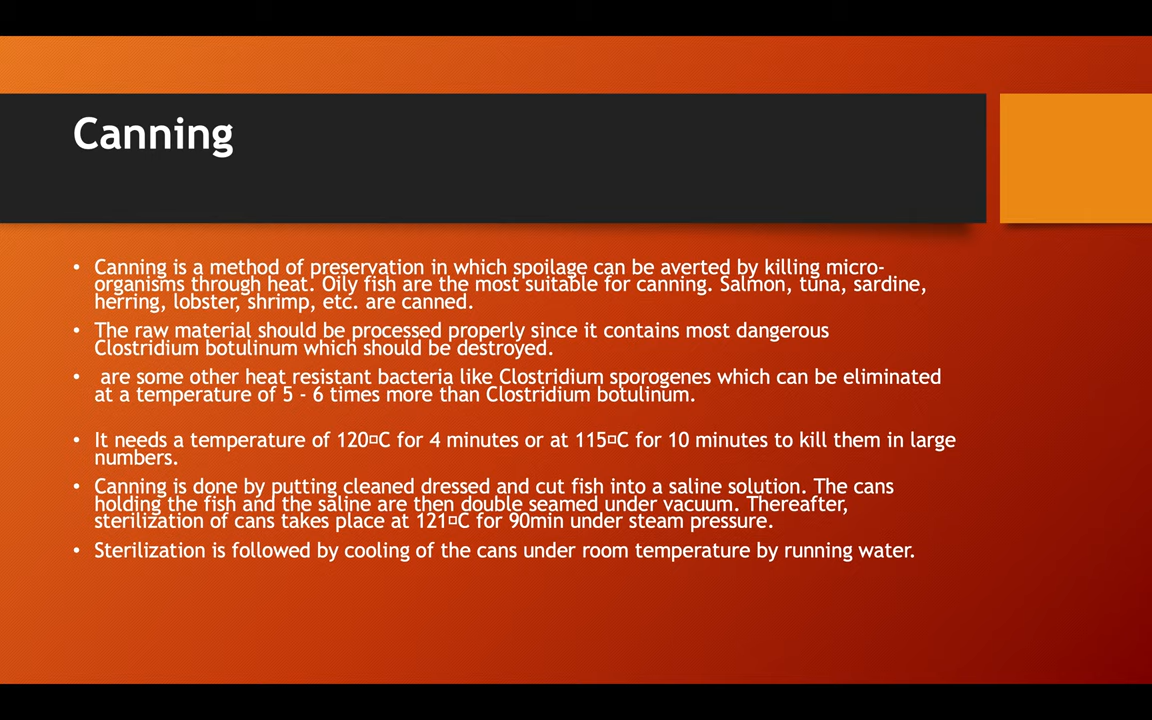 Canning
• Canning is a method of preservation in which spoilage can be averted by killing micro-
organisms through heat. Oily fish are the most suitable for canning. Salmon, tuna, sardine,
herring, lobster, shrimp, etc. are canned.
• The raw material should be processed properly since it contains most dangerous
Clostridium botulinum which should be destroyed.
• are some other heat resistant bacteria like Clostridium sporogenes which can be eliminated
at a temperature of 5 - 6 times more than Clostridium botulinum.
• It needs a temperature of 120▯C for 4 minutes or at 115▯C for 10 minutes to kill them in large
numbers.
• Canning is done by putting cleaned dressed and cut fish into a saline solution. The cans
holding the fish and the saline are then double seamed under vacuum. Thereafter,
sterilization of cans takes place at 121▯C for 90min under steam pressure.
• Sterilization is followed by cooling of the cans under room temperature by running water.